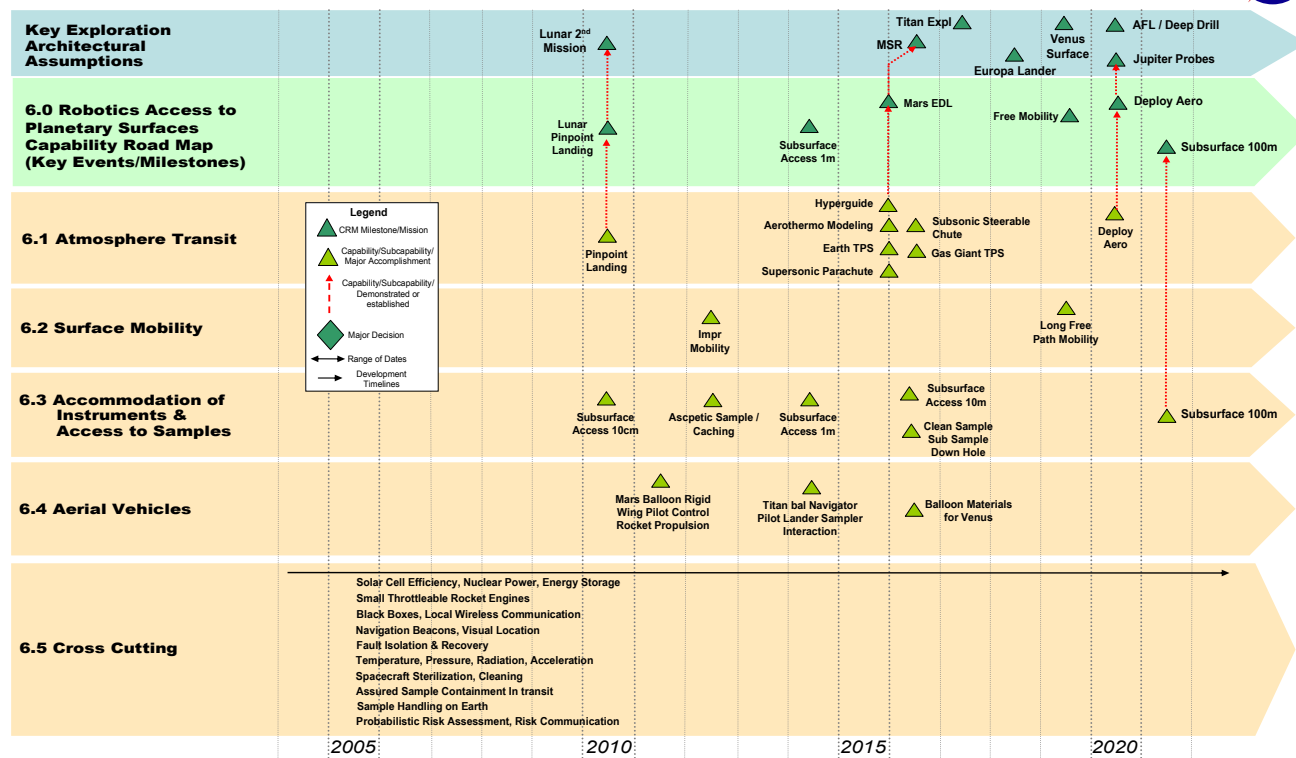 Key Exploration
Architectural
Assumptions
Lunar 2nd
Mission
Titan Expl
MSR
Europa Lander
Venus
Surface
AFL / Deep Drill
Jupiter Probes
6.0 Robotics Access to
Planetary Surfaces
Capability Road Map
(Key Events/Milestones)
Lunar
Pinpoint
Landing
Subsurface
Access 1m
Mars EDL
Free Mobility
Deploy Aero
Subsurface 100m
Legend
CRM Milestone/Mission
Capability/Subcapability/
Major Accomplishment
Capability/Subcapability/
Demonstrated or
established
Major Decision
Range of Dates
Development
Timelines
6.1 Atmosphere Transit
Pinpoint
Landing
Hyperguide
Aerothermo Modeling
Earth TPS
Supersonic Parachute
Subsonic Steerable
Chute
Gas Giant TPS
Deploy
Aero
6.2 Surface Mobility
Impr
Mobility
Long Free
Path Mobility
6.3 Accommodation of
Instruments &
Access to Samples
Subsurface
Access 10cm
Ascpetic Sample /
Caching
Subsurface
Access 1m
Subsurface
Access 10m
Clean Sample
Sub Sample
Down Hole
Subsurface 100m
6.4 Aerial Vehicles
Mars Balloon Rigid
Wing Pilot Control
Rocket Propulsion
Titan bal Navigator
Pilot Lander Sampler
Interaction
Balloon Materials
for Venus
6.5 Cross Cutting
Solar Cell Efficiency, Nuclear Power, Energy Storage
Small Throttleable Rocket Engines
Black Boxes, Local Wireless Communication
Navigation Beacons, Visual Location
Fault Isolation & Recovery
Temperature, Pressure, Radiation, Acceleration
Spacecraft Sterilization, Cleaning
Assured Sample Containment In transit
Sample Handling on Earth
Probabilistic Risk Assessment, Risk Communication
2005
2010
2015
2020